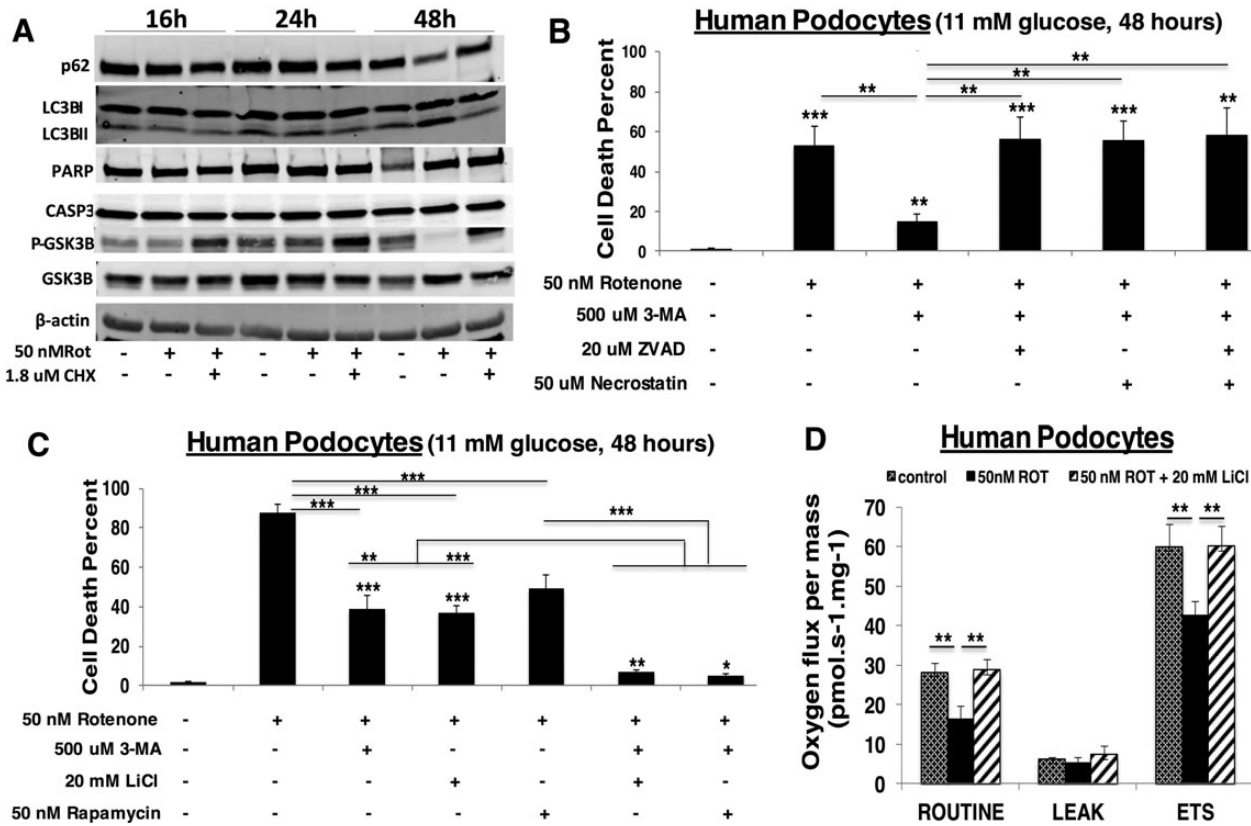 A
16h 24h 48h
p62
LC3BI
LC3BII
PARP
CASP3
P-GSK3B
GSK3B
β-actin
50 nMRot - + + - + + - + +
1.8 uM CHX - - + - - + - - +
B
Human Podocytes (11 mM glucose, 48 hours)
Cell Death Percent
100
80
60
40
20
0
** ** ** **
*** ** *** *** **
50 nM Rotenone - + + + + +
500 uM 3-MA - - + + + +
20 uM ZVAD - - - + - +
50 uM Necrostatin - - - - + +
C
Human Podocytes (11 mM glucose, 48 hours)
Cell Death Percent
100
80
60
40
20
0
***
***
***
***
** ***
*** *** ** *
50 nM Rotenone - + + + + + +
500 uM 3-MA - - + - - + +
20 mM LiCl - - - + - + -
50 nM Rapamycin - - - - + - +
D
Human Podocytes
control 50nM ROT 50 nM ROT + 20 mM LiCl
Oxygen flux per mass
(pmol.s-1.mg-1)
70
60
50
40
30
20
10
0
** **
** **
ROUTINE LEAK ETS